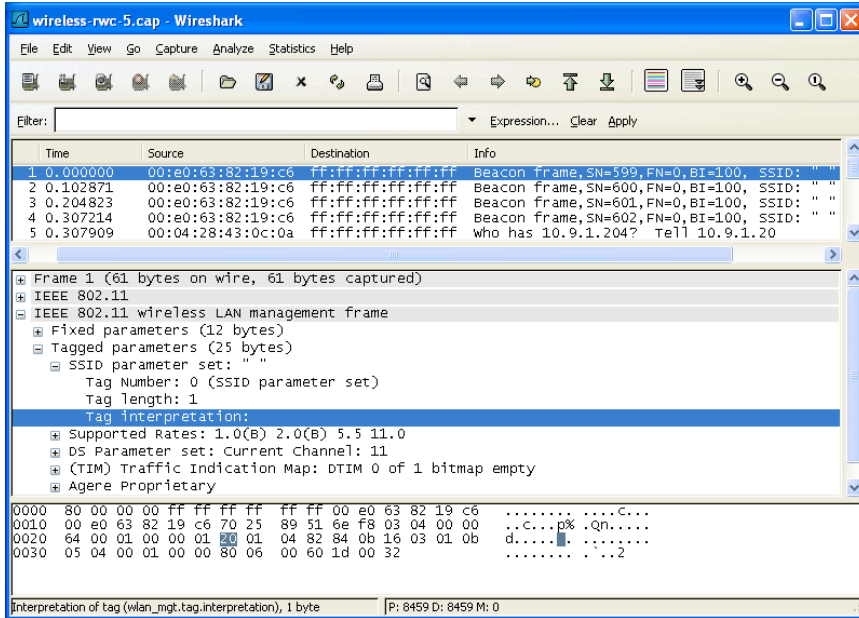 wireless-rwc-5.cap - Wireshark
File Edit View Go Capture Analyze Statistics Help
Filter: Expression... Clear Apply
Time Source Destination Info
1 0.000000 00:e0:63:82:19:c6 ff:ff:ff:ff:ff:ff Beacon frame,SN=599,FN=0,BI=100, SSID: " "
2 0.102871 00:e0:63:82:19:c6 ff:ff:ff:ff:ff:ff Beacon frame,SN=600,FN=0,BI=100, SSID: " "
3 0.204823 00:e0:63:82:19:c6 ff:ff:ff:ff:ff:ff Beacon frame,SN=601,FN=0,BI=100, SSID: " "
4 0.307214 00:e0:63:82:19:c6 ff:ff:ff:ff:ff:ff Beacon frame,SN=602,FN=0,BI=100, SSID: " "
5 0.307909 00:04:28:43:0c:0a ff:ff:ff:ff:ff:ff who has 10.9.1.204? Tell 10.9.1.20
Frame 1 (61 bytes on wire, 61 bytes captured)
IEEE 802.11
IEEE 802.11 wireless LAN management frame
Fixed parameters (12 bytes)
Tagged parameters (25 bytes)
SSID parameter set: " "
Tag Number: 0 (SSID parameter set)
Tag length: 1
Tag interpretation:
Supported Rates: 1.0(B) 2.0(B) 5.5 11.0
DS Parameter set: Current Channel: 11
(TIM) Traffic Indication Map: DTIM 0 of 1 bitmap empty
Agere Proprietary
0000 80 00 00 00 ff ff ff ff ff ff 00 e0 63 82 19 c6 ........ ....c...
0010 00 e0 63 82 19 c6 70 25 89 51 6e f8 03 04 00 00 ..c...p% .Qn.....
0020 64 00 01 00 00 01 20 01 04 82 84 0b 16 03 01 0b d..... . ........
0030 05 04 00 01 00 00 80 06 00 60 1d 00 32 ........ .`..2
Interpretation of tag (wlan_mgt.tag.interpretation), 1 byte P: 8459 D: 8459 M: 0